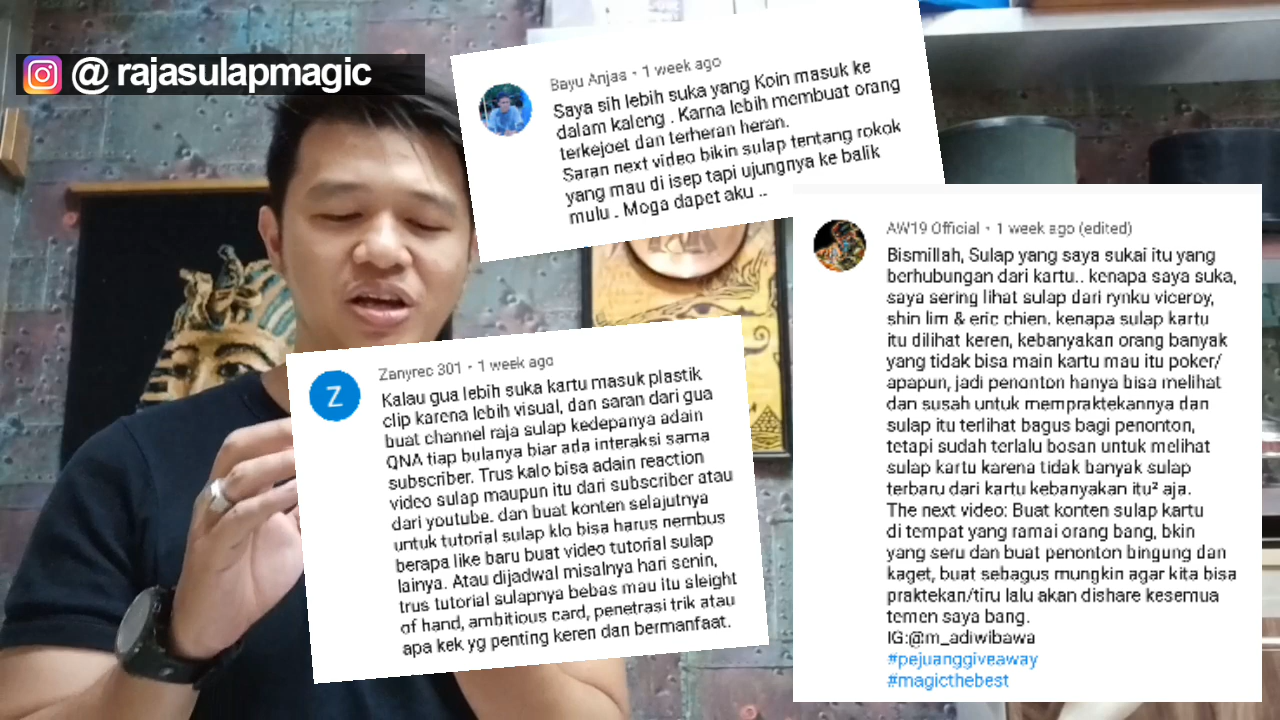 @ rajasulapmagic
Bayu Anjas • 1 week ago
Saya sih lebih suka yang Koin masuk ke
dalam kaleng . Karna lebih membuat orang
terkejoet dan terheran heran.
Saran next video bikin sulap tentang rokok
yang mau di isep tapi ujungnya ke balik
mulu . Moga dapet aku ..
Z
Zanyrec 301 • 1 week ago
Kalau gua lebih suka kartu masuk plastik
clip karena lebih visual, dan saran dari gua
buat channel raja sulap kedepanya adain
QNA tiap bulanya biar ada interaksi sama
subscriber. Trus kalo bisa adain reaction
video sulap maupun itu dari subscriber atau
dari youtube. dan buat konten selajutnya
untuk tutorial sulap klo bisa harus nembus
berapa like baru buat video tutorial sulap
lainya. Atau dijadwal misalnya hari senin,
trus tutorial sulapnya bebas mau itu sleight
of hand, ambitious card, penetrasi trik atau
apa kek yg penting keren dan bermanfaat.
AW19 Official • 1 week ago (edited)
Bismillah, Sulap yang saya sukai itu yang
berhubungan dari kartu.. kenapa saya suka,
saya sering lihat sulap dari rynku viceroy,
shin lim & eric chien. kenapa sulap kartu
itu dilihat keren, kebanyakan orang banyak
yang tidak bisa main kartu mau itu poker/
apapun, jadi penonton hanya bisa melihat
dan susah untuk mempraktekannya dan
sulap itu terlihat bagus bagi penonton,
tetapi sudah terlalu bosan untuk melihat
sulap kartu karena tidak banyak sulap
terbaru dari kartu kebanyakan itu² aja.
The next video: Buat konten sulap kartu
di tempat yang ramai orang bang, bkin
yang seru dan buat penonton bingung dan
kaget, buat sebagus mungkin agar kita bisa
praktekan/tiru lalu akan dishare kesemua
temen saya bang.
IG:@m_adiwibawa
#pejuanggiveaway
#magicthebest